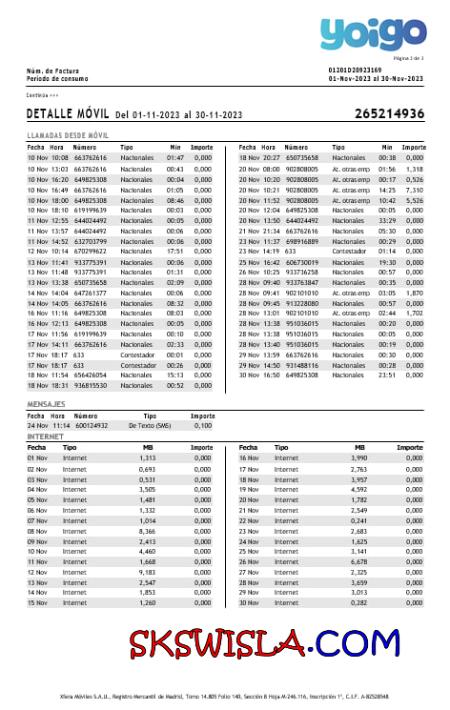 yoigo
Página 3 de 3
Núm. de Factura
Periodo de consumo
01-Nov-2023 al 30-Nov-2023
Continúa >>>
DETALLE MÓVIL Del 01-11-2023 al 30-11-2023
265214936
LLAMADAS DESDE MÓVIL
Fecha Hora Número Tipo Min Importe
10 Nov 10:08 663762616 Nacionales 01:47 0,000
10 Nov 13:03 663762616 Nacionales 00:43 0,000
10 Nov 16:20 649825308 Nacionales 00:04 0,000
10 Nov 16:49 663762616 Nacionales 01:05 0,000
10 Nov 18:00 649825308 Nacionales 08:46 0,000
10 Nov 18:10 619199639 Nacionales 00:03 0,000
11 Nov 12:55 644024492 Nacionales 00:05 0,000
11 Nov 13:57 644024492 Nacionales 00:06 0,000
11 Nov 14:52 632703799 Nacionales 00:06 0,000
12 Nov 10:14 670299622 Nacionales 17:51 0,000
13 Nov 11:41 933775391 Nacionales 00:06 0,000
13 Nov 11:48 933775391 Nacionales 01:31 0,000
13 Nov 13:38 650735658 Nacionales 02:09 0,000
14 Nov 14:04 647261377 Nacionales 00:06 0,000
14 Nov 14:05 663762616 Nacionales 08:32 0,000
16 Nov 11:16 649825308 Nacionales 08:03 0,000
16 Nov 12:13 649825308 Nacionales 00:05 0,000
17 Nov 11:56 619199639 Nacionales 00:10 0,000
17 Nov 14:11 663762616 Nacionales 02:33 0,000
17 Nov 18:17 633 Contestador 00:01 0,000
17 Nov 18:17 633 Contestador 00:26 0,000
18 Nov 11:54 656426054 Nacionales 15:13 0,000
18 Nov 18:31 936815530 Nacionales 00:52 0,000
Fecha Hora Número Tipo Min Importe
18 Nov 20:27 650735658 Nacionales 00:38 0,000
20 Nov 08:00 902808005 At. otras emp 01:56 1,318
20 Nov 10:20 902808005 At. otras emp 00:17 0,526
20 Nov 10:21 902808005 At. otras emp 14:25 7,310
20 Nov 11:52 902808005 At. otras emp 10:42 5,526
20 Nov 12:04 649825308 Nacionales 00:05 0,000
20 Nov 13:50 644024492 Nacionales 33:29 0,000
21 Nov 21:34 663762616 Nacionales 05:30 0,000
23 Nov 11:37 698916889 Nacionales 00:29 0,000
23 Nov 14:19 633 Contestador 01:14 0,000
25 Nov 16:42 606730019 Nacionales 19:30 0,000
26 Nov 10:25 933736258 Nacionales 00:57 0,000
28 Nov 09:40 933763847 Nacionales 00:35 0,000
28 Nov 09:41 902101010 At. otras emp 03:05 1,870
28 Nov 09:45 913228080 Nacionales 00:57 0,000
28 Nov 13:01 902101010 At. otras emp 02:44 1,702
28 Nov 13:38 951036015 Nacionales 00:20 0,000
28 Nov 13:38 951036015 Nacionales 00:05 0,000
28 Nov 13:40 951036015 Nacionales 00:19 0,000
29 Nov 13:59 663762616 Nacionales 00:30 0,000
29 Nov 14:50 931488116 Nacionales 00:28 0,000
30 Nov 16:50 649825308 Nacionales 23:51 0,000
MENSAJES
Fecha Hora Número Tipo Importe
24 Nov 11:14 600124932 De Texto (SMS) 0,100
INTERNET
Fecha Tipo MB Importe
01 Nov Internet 1,313 0,000
02 Nov Internet 0,693 0,000
03 Nov Internet 0,531 0,000
04 Nov Internet 3,505 0,000
05 Nov Internet 1,481 0,000
06 Nov Internet 1,332 0,000
07 Nov Internet 1,014 0,000
08 Nov Internet 8,366 0,000
09 Nov Internet 2,413 0,000
10 Nov Internet 4,460 0,000
11 Nov Internet 1,668 0,000
12 Nov Internet 9,183 0,000
13 Nov Internet 2,547 0,000
14 Nov Internet 1,853 0,000
15 Nov Internet 1,260 0,000
Fecha Tipo MB Importe
16 Nov Internet 3,990 0,000
17 Nov Internet 2,763 0,000
18 Nov Internet 3,957 0,000
19 Nov Internet 4,592 0,000
20 Nov Internet 1,782 0,000
21 Nov Internet 2,549 0,000
22 Nov Internet 0,241 0,000
23 Nov Internet 2,683 0,000
24 Nov Internet 1,625 0,000
25 Nov Internet 3,141 0,000
26 Nov Internet 6,678 0,000
27 Nov Internet 2,325 0,000
28 Nov Internet 3,659 0,000
29 Nov Internet 3,013 0,000
30 Nov Internet 0,282 0,000
SKSWISLA.COM
Xfera Móviles S.A.U., Registro Mercantil de Madrid, Tomo 14.805 Folio 140, Sección 8 Hoja M-246.116, Inscripción 1ª, C.I.F. A-82528548